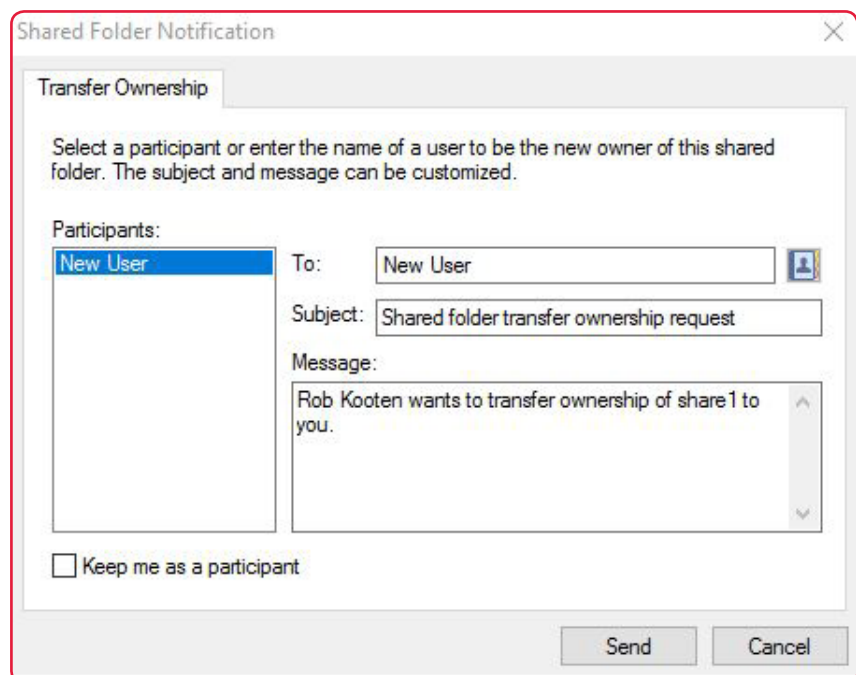 Shared Folder Notification
Transfer Ownership
Select a participant or enter the name of a user to be the new owner of this shared
folder. The subject and message can be customized.
Participants:
New User
To:
New User
Subject:
Shared folder transfer ownership request
Message:
Rob Kooten wants to transfer ownership of share1 to
you.
Keep me as a participant
Send
Cancel